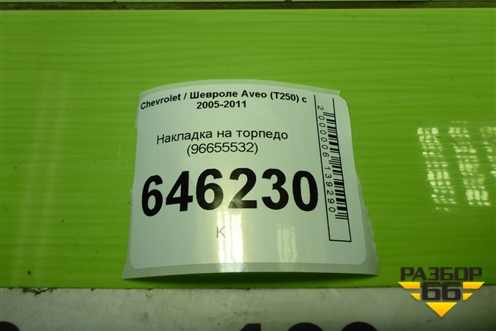 Chevrolet / Шевроле Aveo (T250) с
2005-2011
Накладка на торпедо
(96655532)
646230
К
2000006139290
РАЗБОР
66